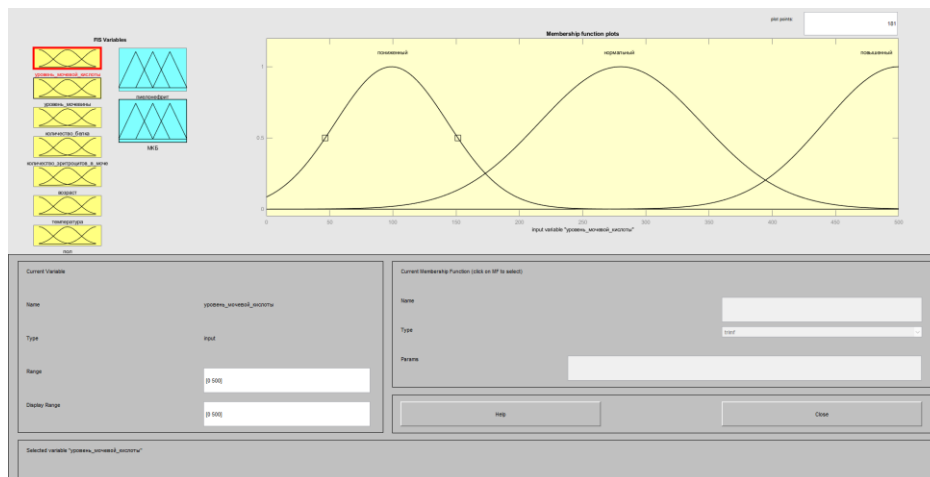 plot points:
181
FIS Variables
Membership function plots
уровень_мочевой_кислоты
уровень_мочевины
количество_белка
количество_эритроцитов_в_моче
возраст
температура
пол
пиелонефрит
МКБ
пониженный
нормальный
повышенный
1
0.5
0
0 50 100 150 200 250 300 350 400 450 500
input variable "уровень_мочевой_кислоты"
Current Variable
Name уровень_мочевой_кислоты
Type input
Range [0 500]
Display Range [0 500]
Current Membership Function (click on MF to select)
Name
Type trimf
Params
Help Close
Selected variable "уровень_мочевой_кислоты"